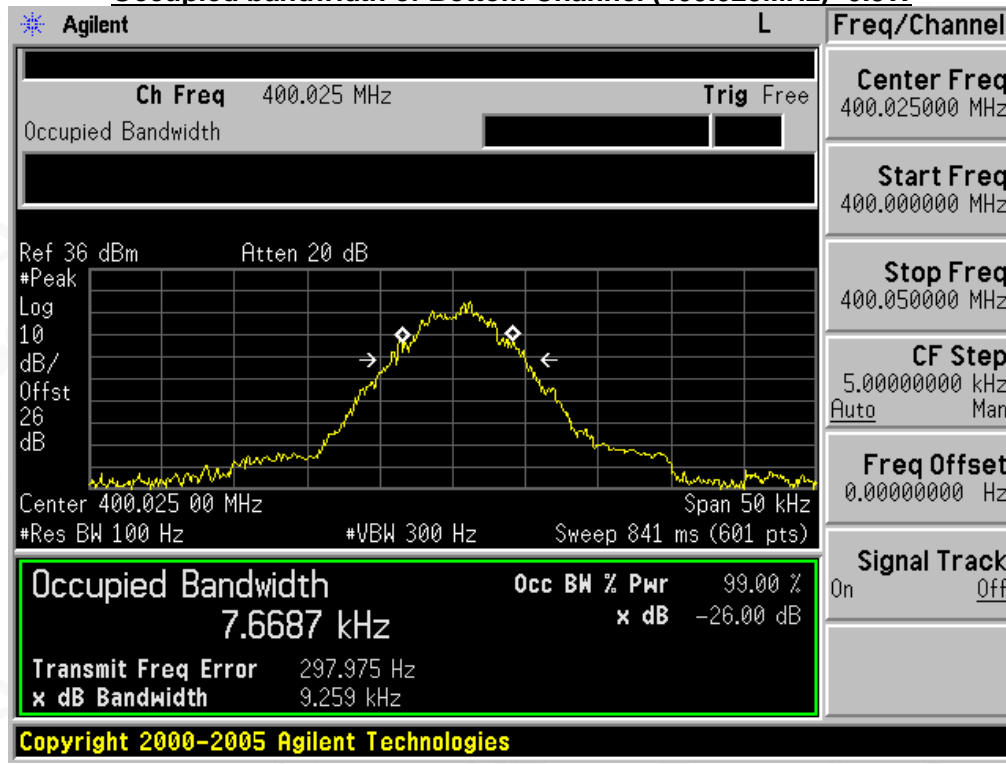 Agilent L Freq/Channel
Ch Freq 400.025 MHz Trig Free
Occupied Bandwidth
Center Freq
400.025000 MHz
Start Freq
400.000000 MHz
Stop Freq
400.050000 MHz
CF Step
5.00000000 kHz
Auto Man
Freq Offset
0.00000000 Hz
Signal Track
On Off
Ref 36 dBm Atten 20 dB
#Peak
Log
10
dB/
Offst
26
dB
Center 400.025 00 MHz Span 50 kHz
#Res BW 100 Hz #VBW 300 Hz Sweep 841 ms (601 pts)
Occupied Bandwidth Occ BW % Pwr 99.00 %
7.6687 kHz x dB -26.00 dB
Transmit Freq Error 297.975 Hz
x dB Bandwidth 9.259 kHz
Copyright 2000-2005 Agilent Technologies